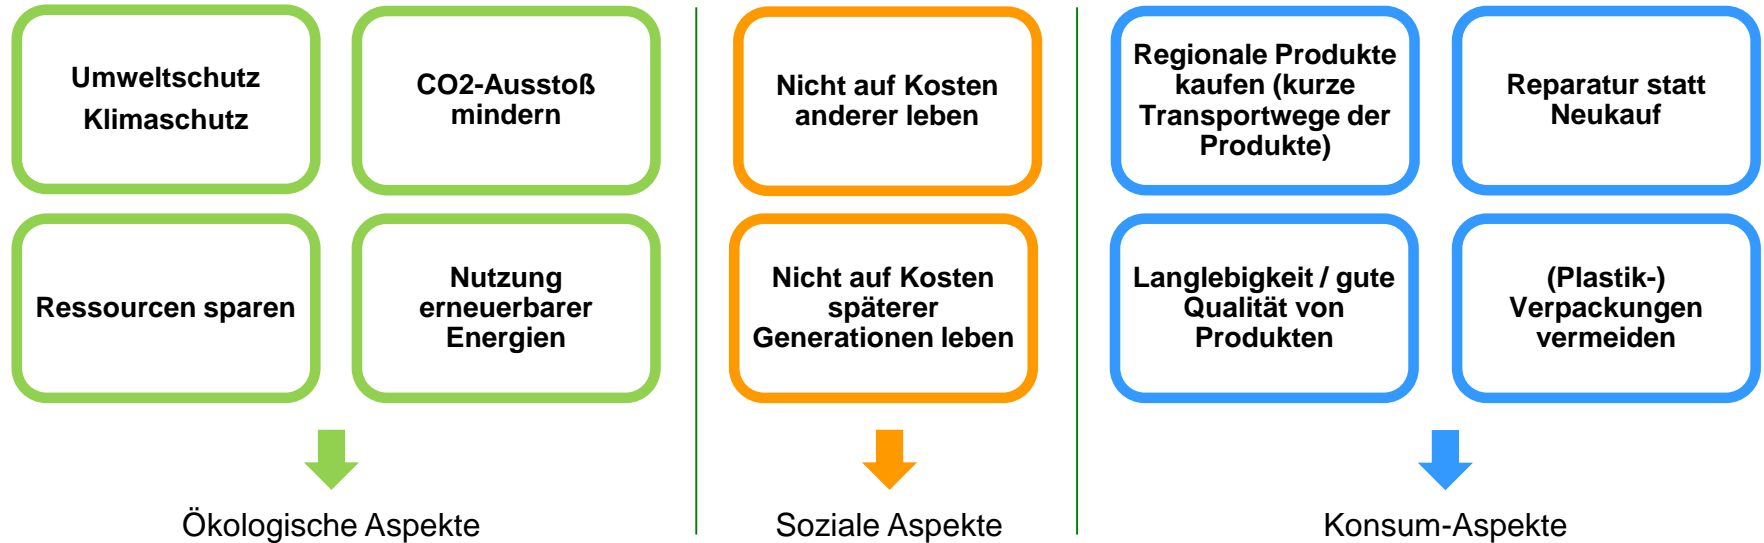 Umweltschutz
Klimaschutz
CO2-Ausstoß
mindern
Ressourcen sparen
Nutzung
erneuerbarer
Energien
Ökologische Aspekte
Nicht auf Kosten
anderer leben
Nicht auf Kosten
späterer
Generationen leben
Soziale Aspekte
Regionale Produkte
kaufen (kurze
Transportwege der
Produkte)
Reparatur statt
Neukauf
Langlebigkeit / gute
Qualität von
Produkten
(Plastik-)
Verpackungen
vermeiden
Konsum-Aspekte